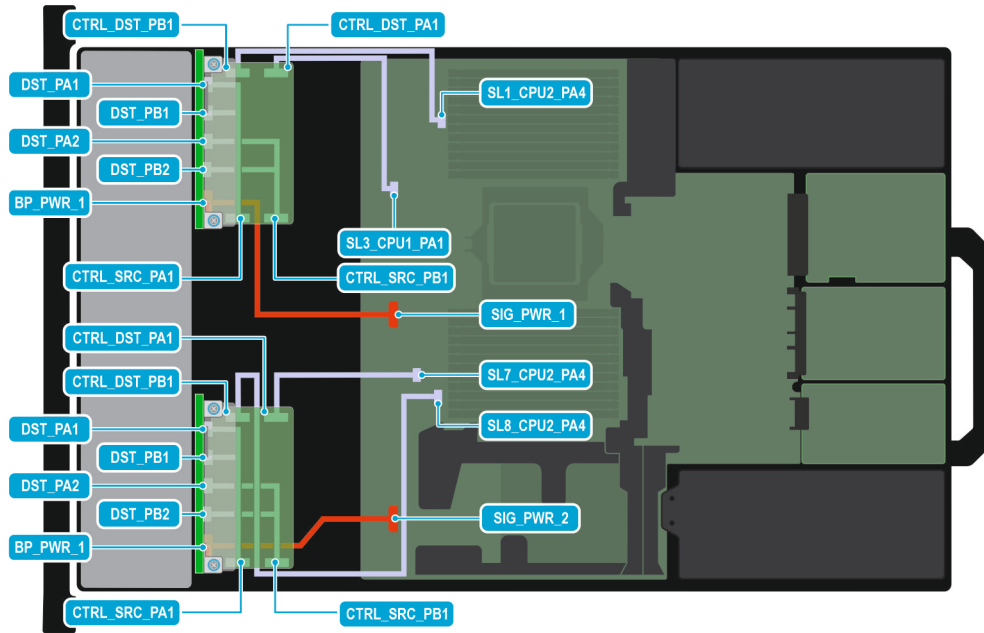 CTRL_DST_PB1
CTRL_DST_PA1
DST_PA1
SL1_CPU2_PA4
DST_PB1
DST_PA2
DST_PB2
BP_PWR_1
SL3_CPU1_PA1
CTRL_SRC_PA1
CTRL_SRC_PB1
SIG_PWR_1
CTRL_DST_PA1
SL7_CPU2_PA4
CTRL_DST_PB1
DST_PA1
SL8_CPU2_PA4
DST_PB1
DST_PA2
DST_PB2
SIG_PWR_2
BP_PWR_1
CTRL_SRC_PA1
CTRL_SRC_PB1